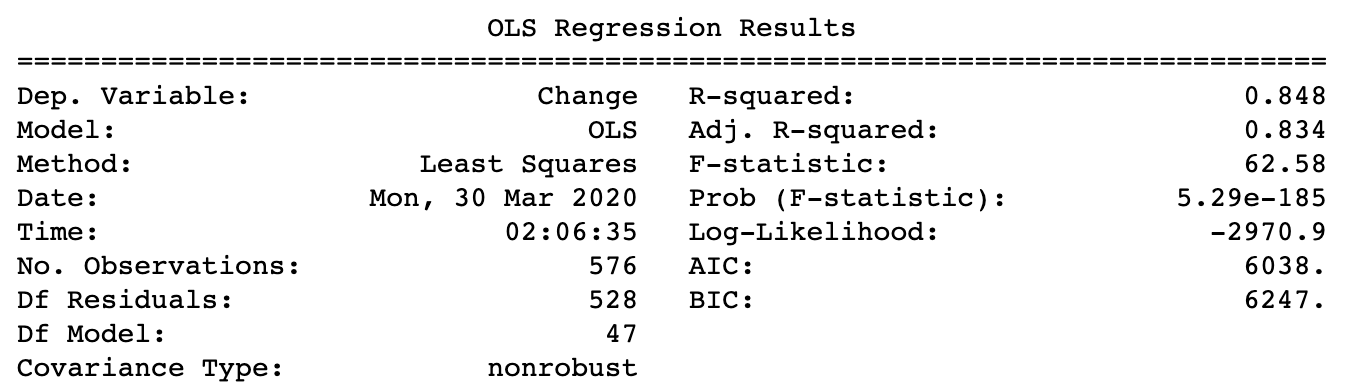 OLS Regression Results
==============================================================================
Dep. Variable: Change R-squared: 0.848
Model: OLS Adj. R-squared: 0.834
Method: Least Squares F-statistic: 62.58
Date: Mon, 30 Mar 2020 Prob (F-statistic): 5.29e-185
Time: 02:06:35 Log-Likelihood: -2970.9
No. Observations: 576 AIC: 6038.
Df Residuals: 528 BIC: 6247.
Df Model: 47
Covariance Type: nonrobust